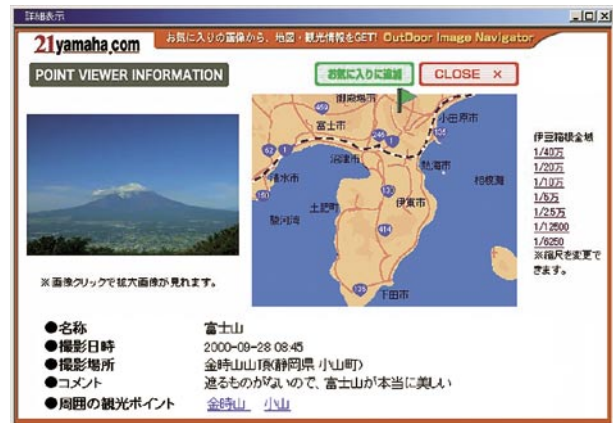 詳細表示
21yamaha.com
お気に入りの画像から、地図・観光情報をGET! OutDoor Image Navigator
POINT VIEWER INFORMATION
お気に入りに追加
CLOSE ×
御殿場市
469
小田原市
富士市
246
1
135
沼津市
熱海市
清水市
150
相模灘
土肥町
伊東市
駿河湾
414
下田市
136
伊豆箱根全域
1/40万
1/20万
1/10万
1/5万
1/2.5万
1/12500
1/6250
※縮尺を変更で
きます。
※画像クリックで拡大画像が見れます。
●名称 富士山
●撮影日時 2000-09-28 08:45
●撮影場所 金時山山頂(静岡県 小山町)
●コメント 遮るものがないので、富士山が本当に美しい
●周囲の観光ポイント 金時山 小山